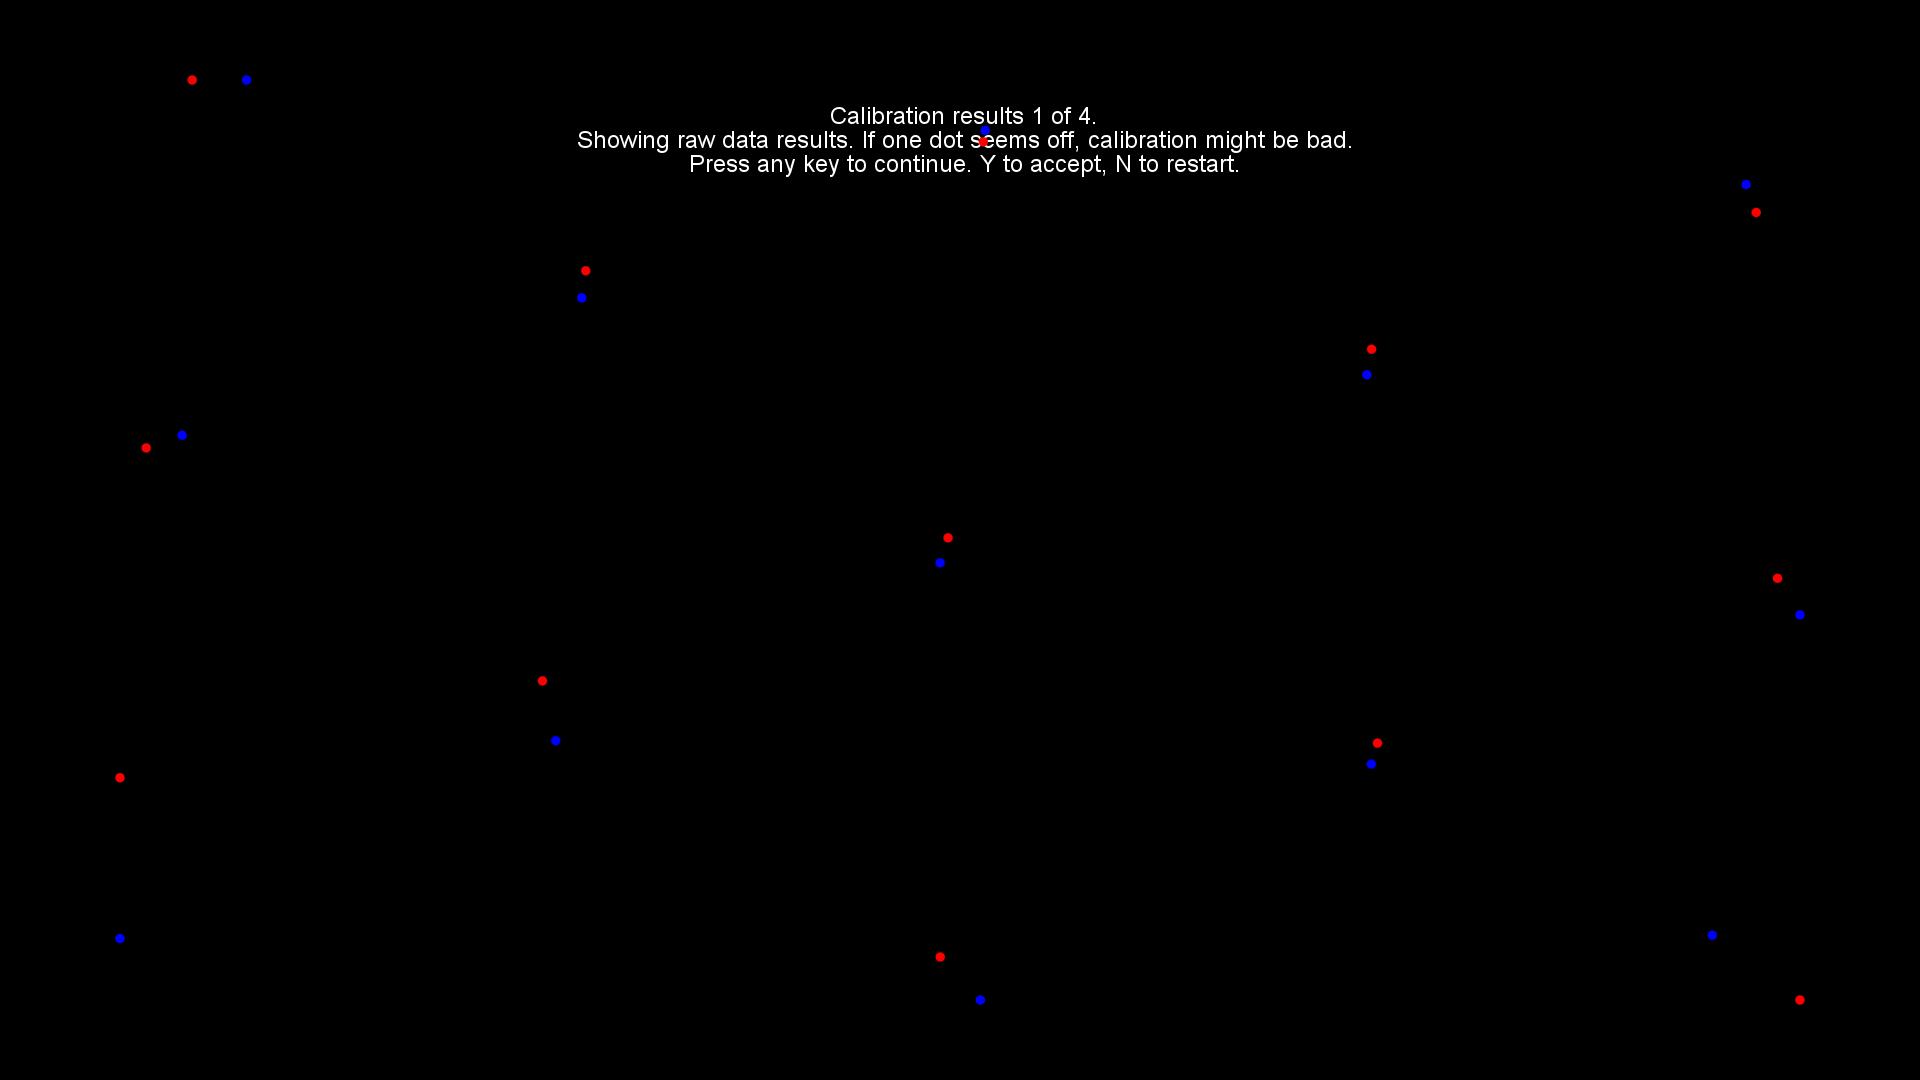 Calibration results 1 of 4.
Showing raw data results. If one dot seems off, calibration might be bad.
Press any key to continue. Y to accept, N to restart.